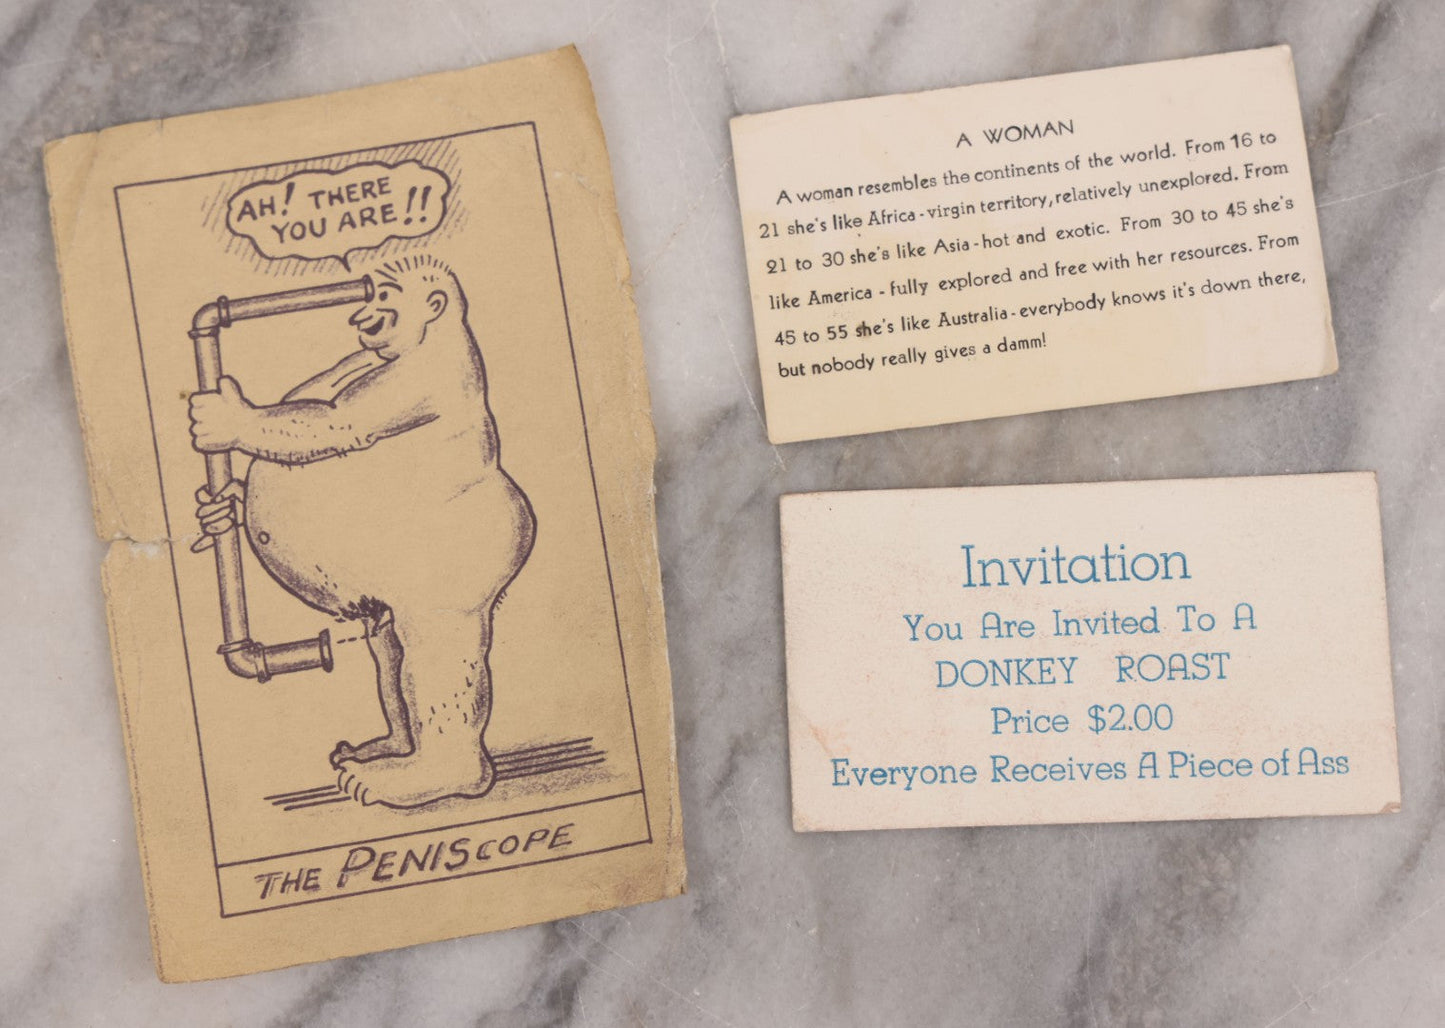 AH! THERE
YOU ARE!!
THE PENISCOPE
A WOMAN
A woman resembles the continents of the world. From 16 to
21 she's like Africa - virgin territory, relatively unexplored. From
21 to 30 she's like Asia - hot and exotic. From 30 to 45 she's
like America - fully explored and free with her resources. From
45 to 55 she's like Australia - everybody knows it's down there,
but nobody really gives a damm!
Invitation
You Are Invited To A
DONKEY ROAST
Price $2.00
Everyone Receives A Piece of Ass